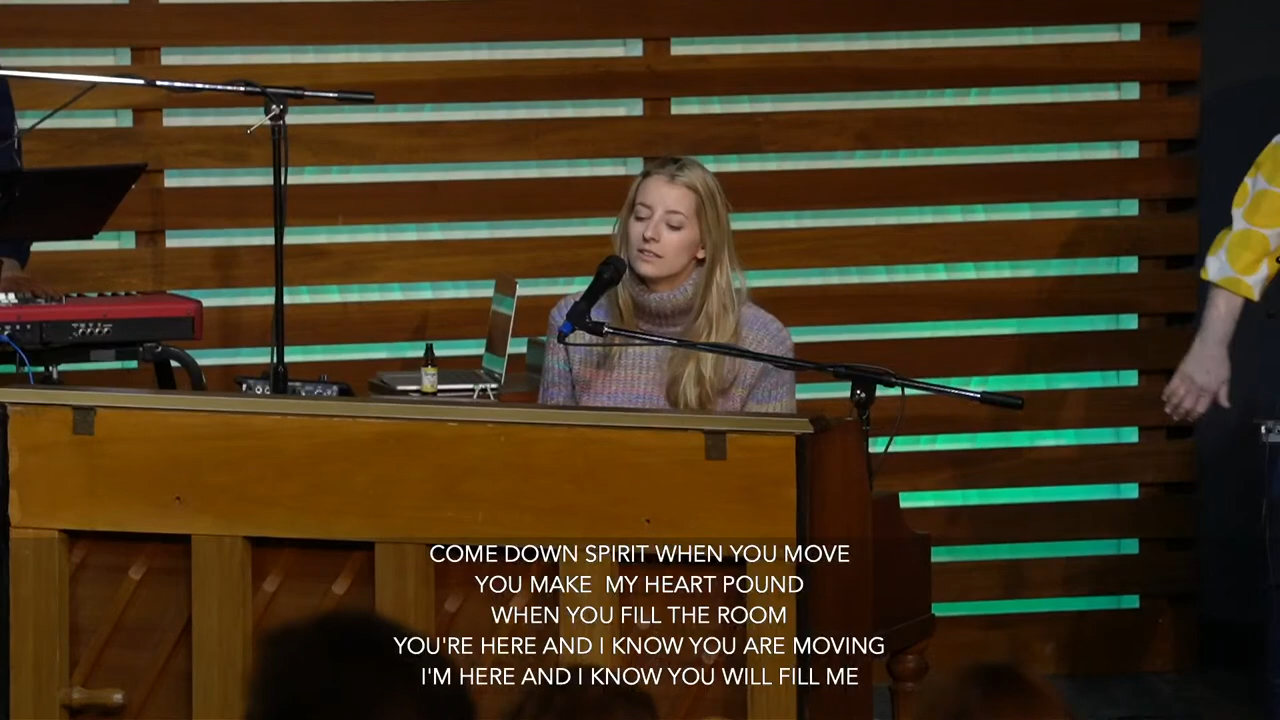 COME DOWN SPIRIT WHEN YOU MOVE
YOU MAKE  MY HEART POUND
WHEN YOU FILL THE ROOM
YOU'RE HERE AND I KNOW YOU ARE MOVING
I'M HERE AND I KNOW YOU WILL FILL ME